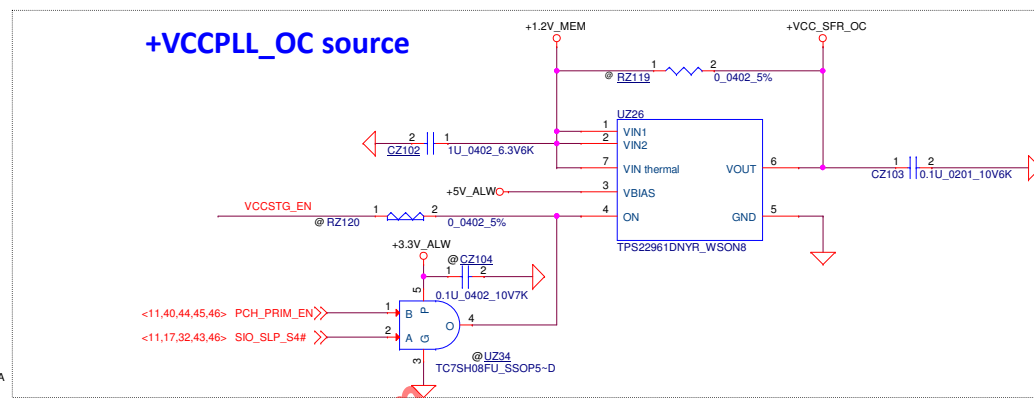 +VCCPLL_OC source
+1.2V_MEM
+VCC_SFR_OC
1 2
@ RZ119 0_0402_5%
UZ26
1 VIN1
2 VIN2
7 VIN thermal
VOUT 6
3 VBIAS
4 ON
GND 5
TPS22961DNYR_WSON8
2 1
CZ102 1U_0402_6.3V6K
+5V_ALW
1 2
CZ103 0.1U_0201_10V6K
VCCSTG_EN
1 2
@ RZ120 0_0402_5%
+3.3V_ALW
@ CZ104
1 2
0.1U_0402_10V7K
5
<11,40,44,45,46> PCH_PRIM_EN 1 B P
O 4
<11,17,32,43,46> SIO_SLP_S4# 2 A G
3
@ UZ34
TC7SH08FU_SSOP5~D
A